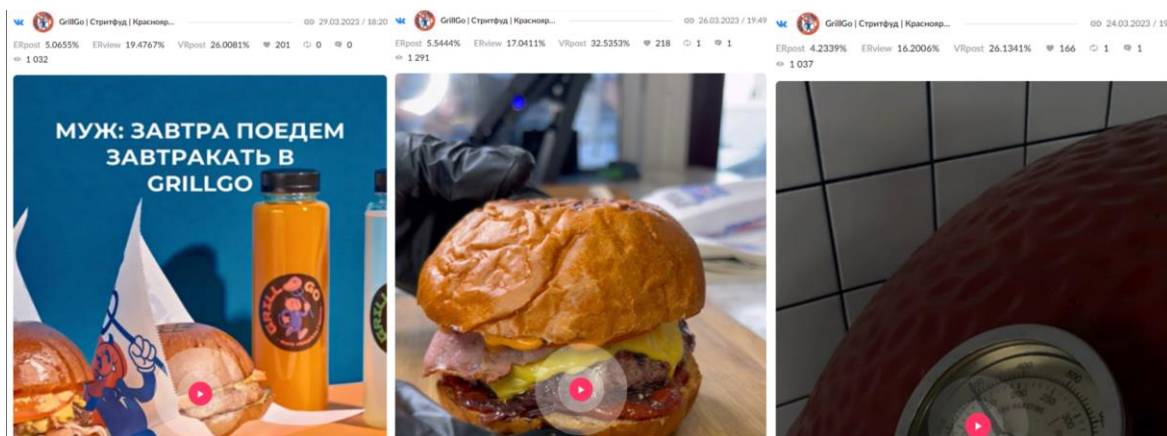 GrillGo | Стритфуд | Краснояр...
29.03.2023 / 18:20
ERpost 5.0655% ERview 19.4767% VRpost 26.0081% 201 0 0
1 032
МУЖ: ЗАВТРА ПОЕДЕМ
ЗАВТРАКАТЬ В
GRILLGO
GRILL GO
GrillGo | Стритфуд | Краснояр...
26.03.2023 / 19:49
ERpost 5.5444% ERview 17.0411% VRpost 32.5353% 218 1 1
1 291
GrillGo | Стритфуд | Краснояр...
24.03.2023 / 19
ERpost 4.2339% ERview 16.2006% VRpost 26.1341% 166 1 1
1 037